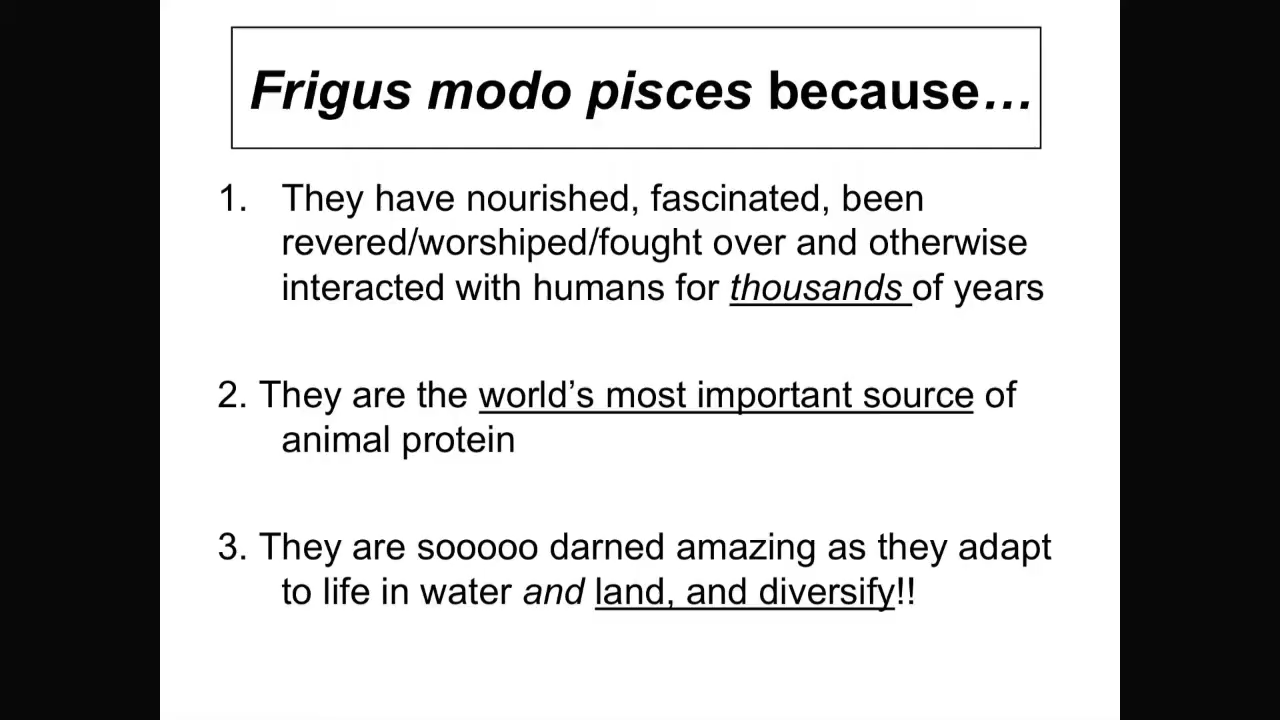 Frigus modo pisces because…
1. They have nourished, fascinated, been
revered/worshiped/fought over and otherwise
interacted with humans for thousands of years
2. They are the world’s most important source of
animal protein
3. They are sooooo darned amazing as they adapt
to life in water and land, and diversify!!